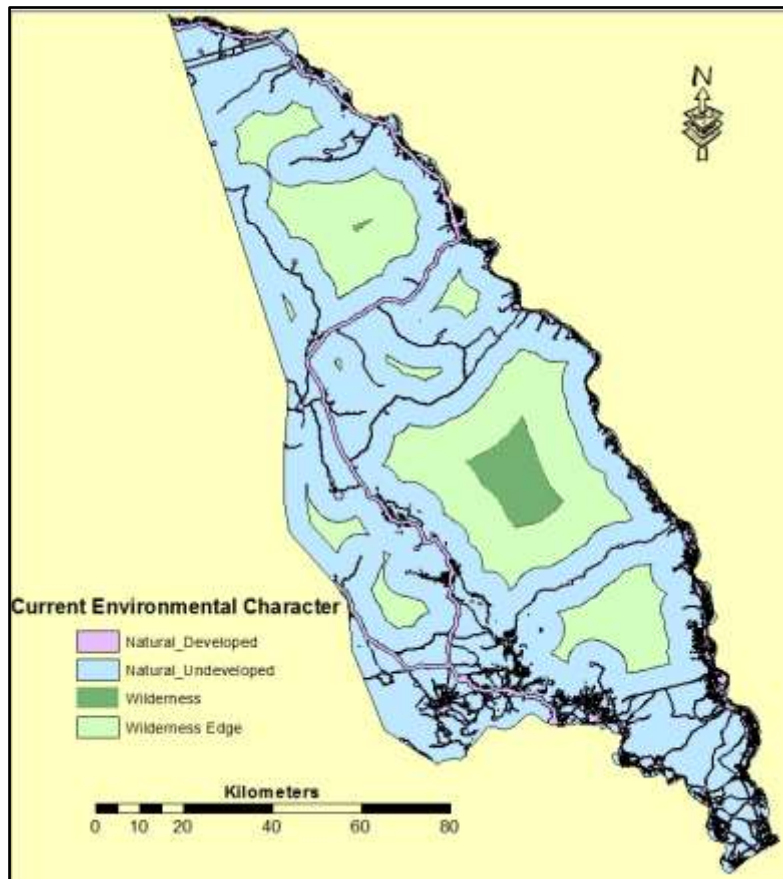 N
Current Environmental Character
Natural_Developed
Natural_Undeveloped
Wilderness
Wilderness Edge
Kilometers
0 10 20 40 60 80